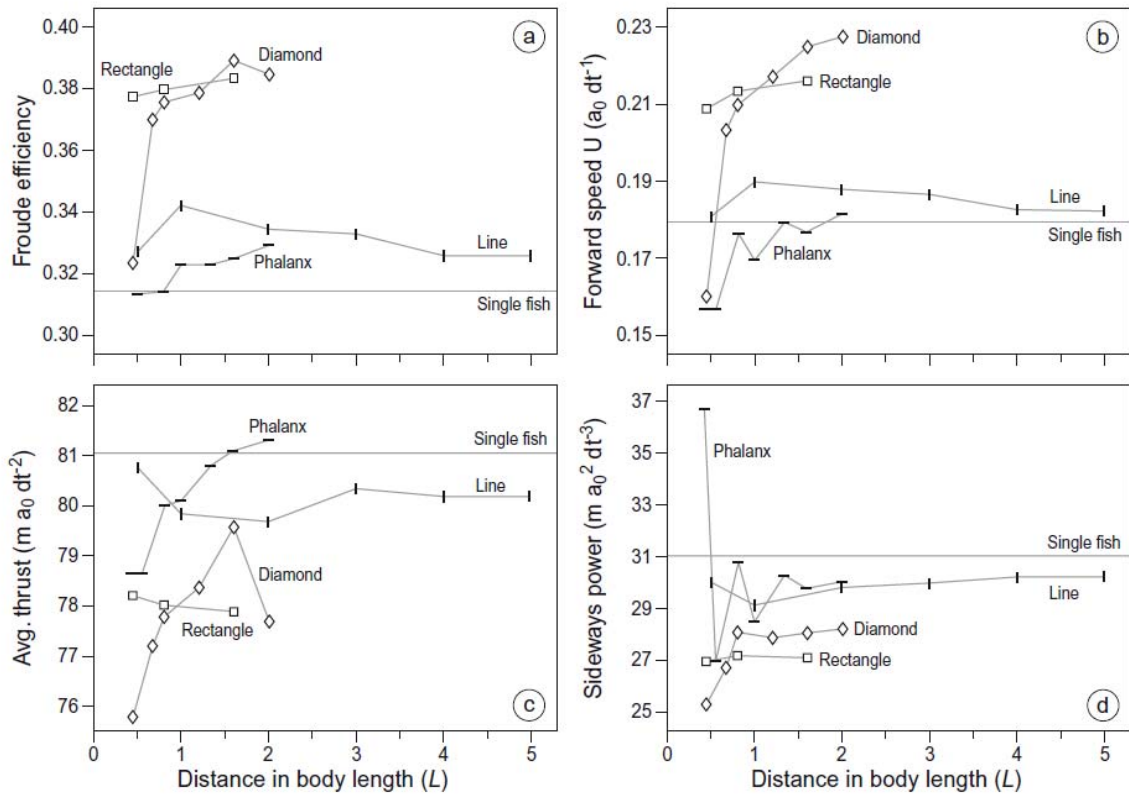 0.40
0.38
0.36
0.34
0.32
0.30
Froude efficiency
a
Diamond
Rectangle
Line
Phalanx
Single fish
0.23
0.21
0.19
0.17
0.15
Forward speed U (a0 dt-1)
b
Diamond
Rectangle
Line
Single fish
Phalanx
82
81
80
79
78
77
76
Avg. thrust (m a0 dt-2)
Phalanx
Single fish
Line
Diamond
Rectangle
c
0 1 2 3 4 5
Distance in body length (L)
37
35
33
31
29
27
25
Sideways power (m a0 2 dt-3)
Phalanx
Single fish
Line
Diamond
Rectangle
d
0 1 2 3 4 5
Distance in body length (L)